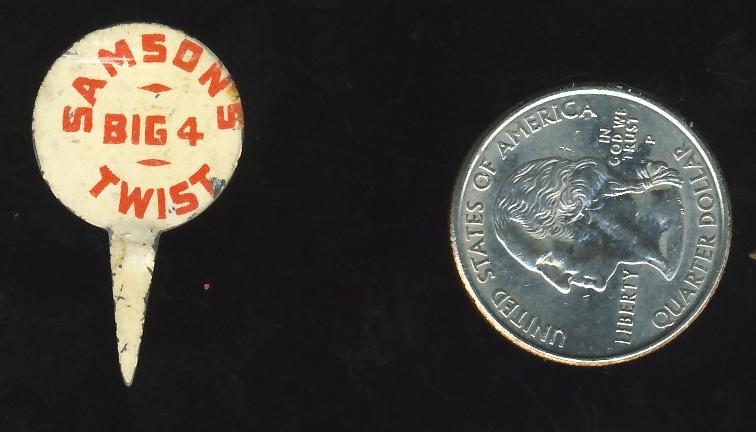 SAMSONS
BIG 4
TWIST
UNITED STATES OF AMERICA
IN
GOD WE
TRUST
P
LIBERTY
QUARTER DOLLAR